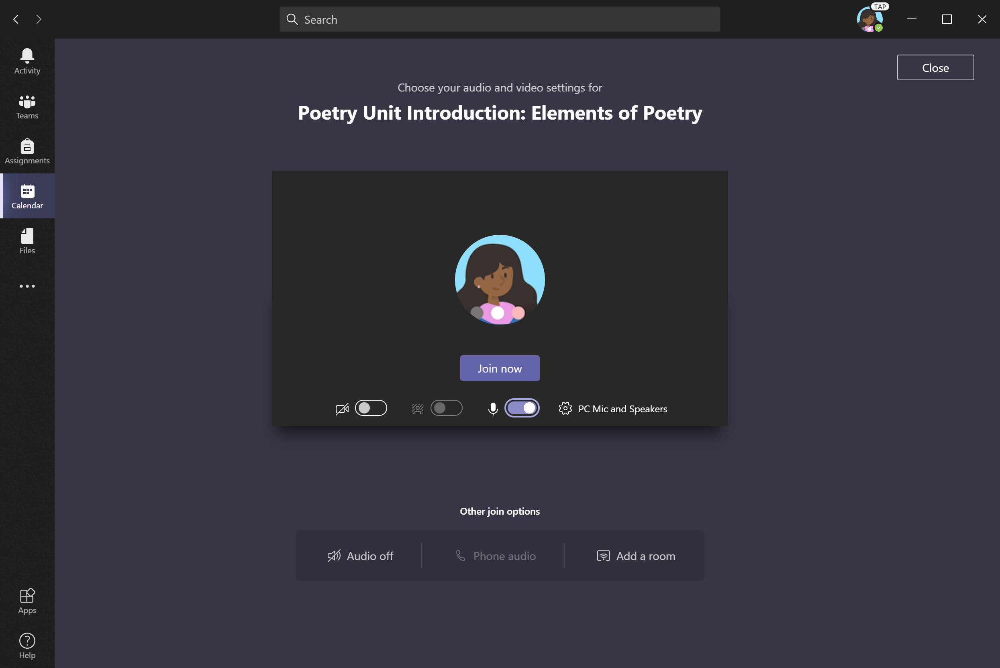 Search
TAP
Activity
Teams
Assignments
Calendar
Files
Apps
Help
Close
Choose your audio and video settings for
Poetry Unit Introduction: Elements of Poetry
Join now
PC Mic and Speakers
Other join options
Audio off
Phone audio
Add a room